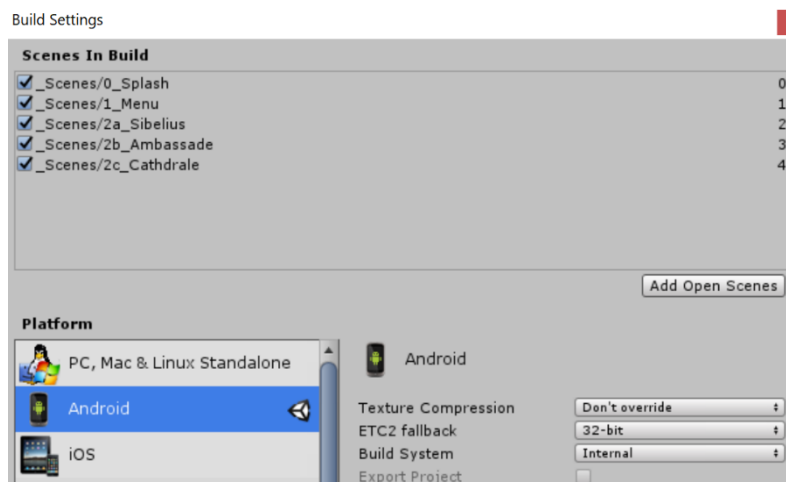 Build Settings
Scenes In Build
_Scenes/0_Splash 0
_Scenes/1_Menu 1
_Scenes/2a_Sibelius 2
_Scenes/2b_Ambassade 3
_Scenes/2c_Cathdrale 4
Add Open Scenes
Platform
PC, Mac & Linux Standalone
Android
iOS
Android
Texture Compression Don't override
ETC2 fallback 32-bit
Build System Internal
Export Project